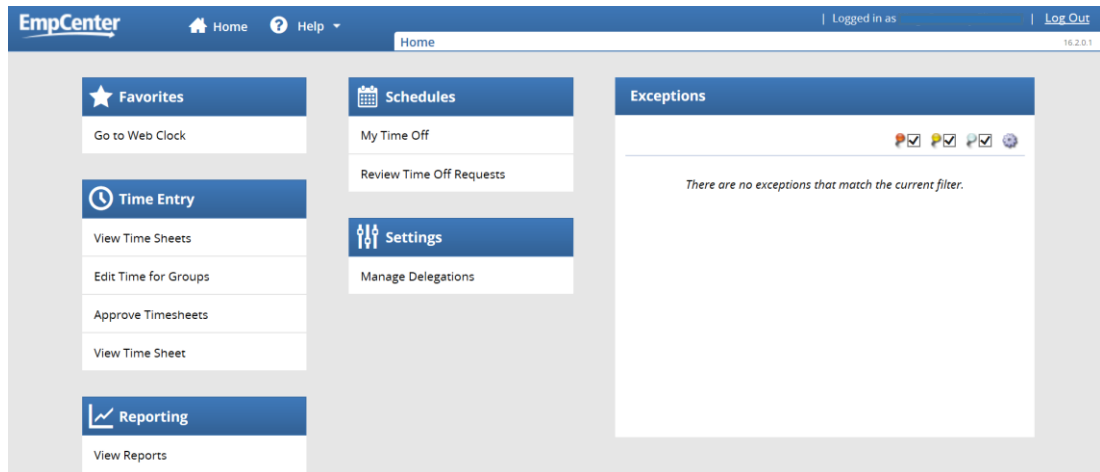 EmpCenter
Home
Help
| Logged in as
| Log Out
Home
16.2.0.1
Favorites
Go to Web Clock
Time Entry
View Time Sheets
Edit Time for Groups
Approve Timesheets
View Time Sheet
Reporting
View Reports
Schedules
My Time Off
Review Time Off Requests
Settings
Manage Delegations
Exceptions
There are no exceptions that match the current filter.